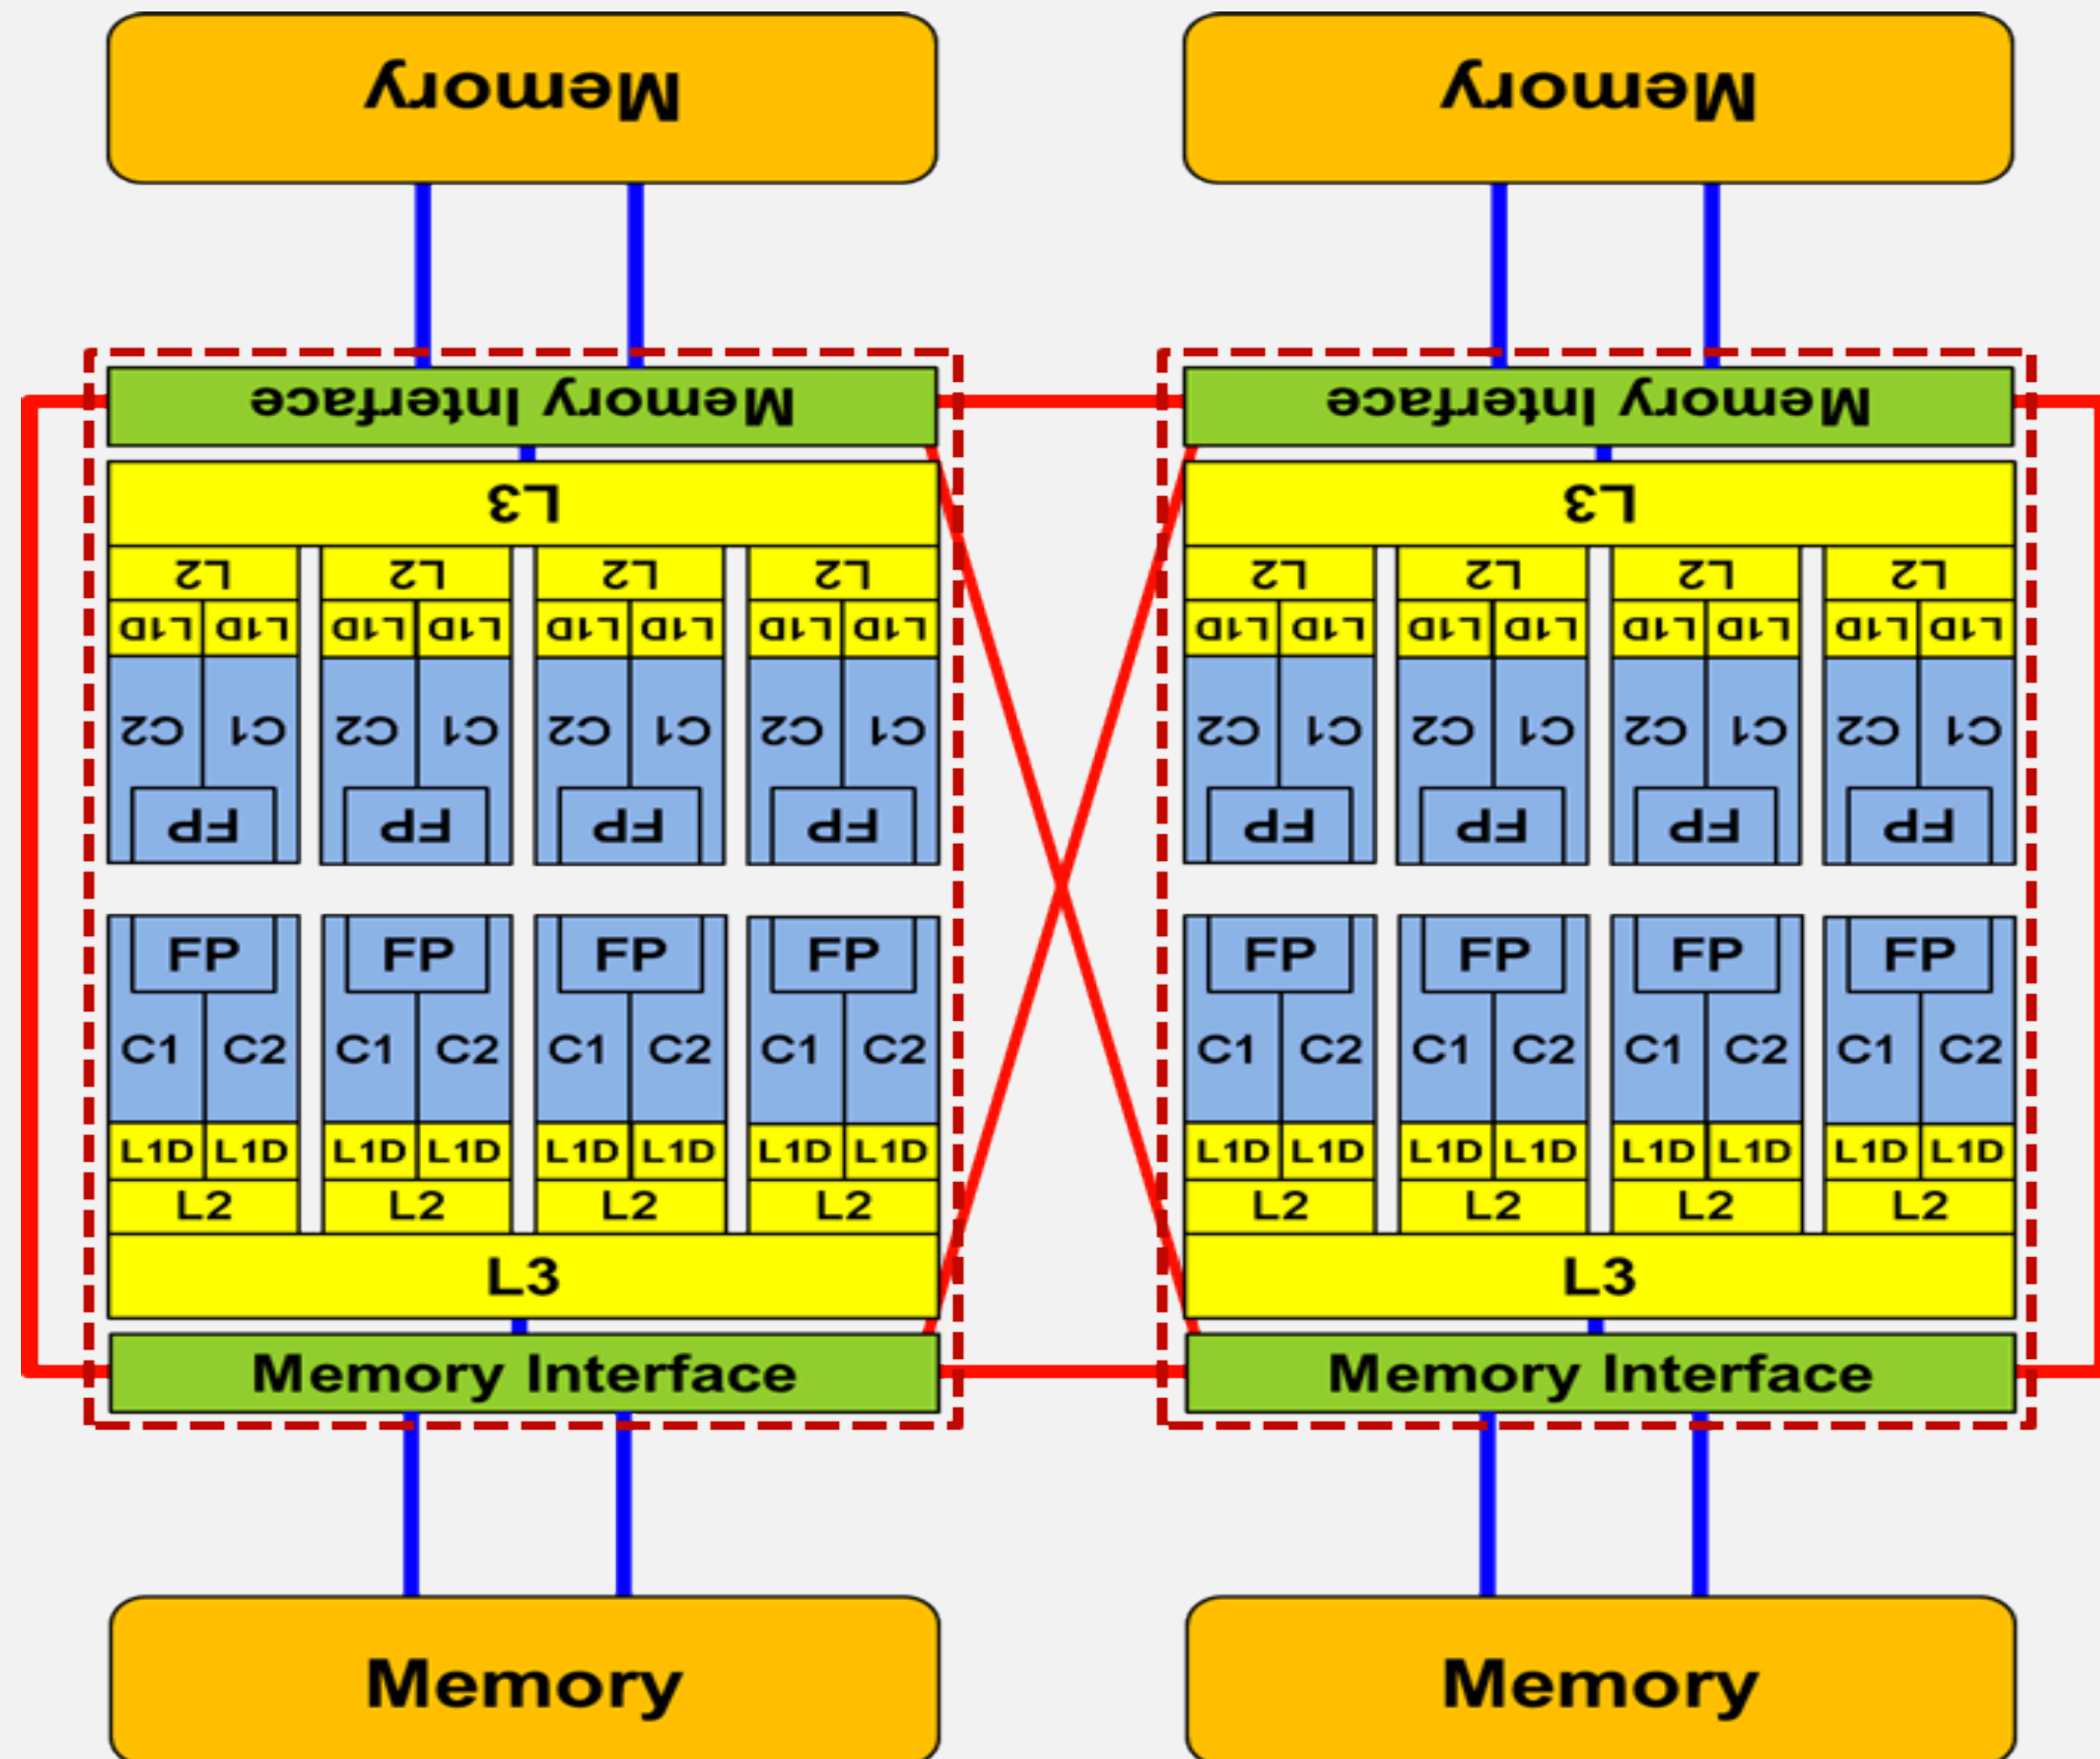 Memory Memory
Memory Interface Memory Interface
L3 L3
L2 L2 L2 L2 L2 L2 L2 L2
L1D L1D L1D L1D L1D L1D L1D L1D L1D L1D L1D L1D L1D L1D L1D L1D
C2 C1 C2 C1 C2 C1 C2 C1 C2 C1 C2 C1 C2 C1 C2 C1
FP FP FP FP FP FP FP FP
FP FP FP FP FP FP FP FP
C1 C2 C1 C2 C1 C2 C1 C2 C1 C2 C1 C2 C1 C2 C1 C2
L1D L1D L1D L1D L1D L1D L1D L1D L1D L1D L1D L1D L1D L1D L1D L1D
L2 L2 L2 L2 L2 L2 L2 L2
L3 L3
Memory Interface Memory Interface
Memory Memory